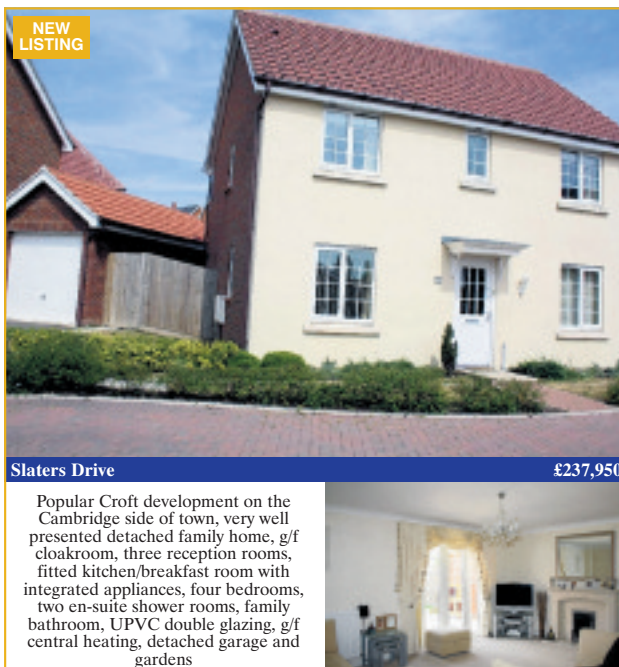 NEW
LISTING
Slaters Drive £237,950
Popular Croft development on the
Cambridge side of town, very well
presented detached family home, g/f
cloakroom, three reception rooms,
fitted kitchen/breakfast room with
integrated appliances, four bedrooms,
two en-suite shower rooms, family
bathroom, UPVC double glazing, g/f
central heating, detached garage and
gardens